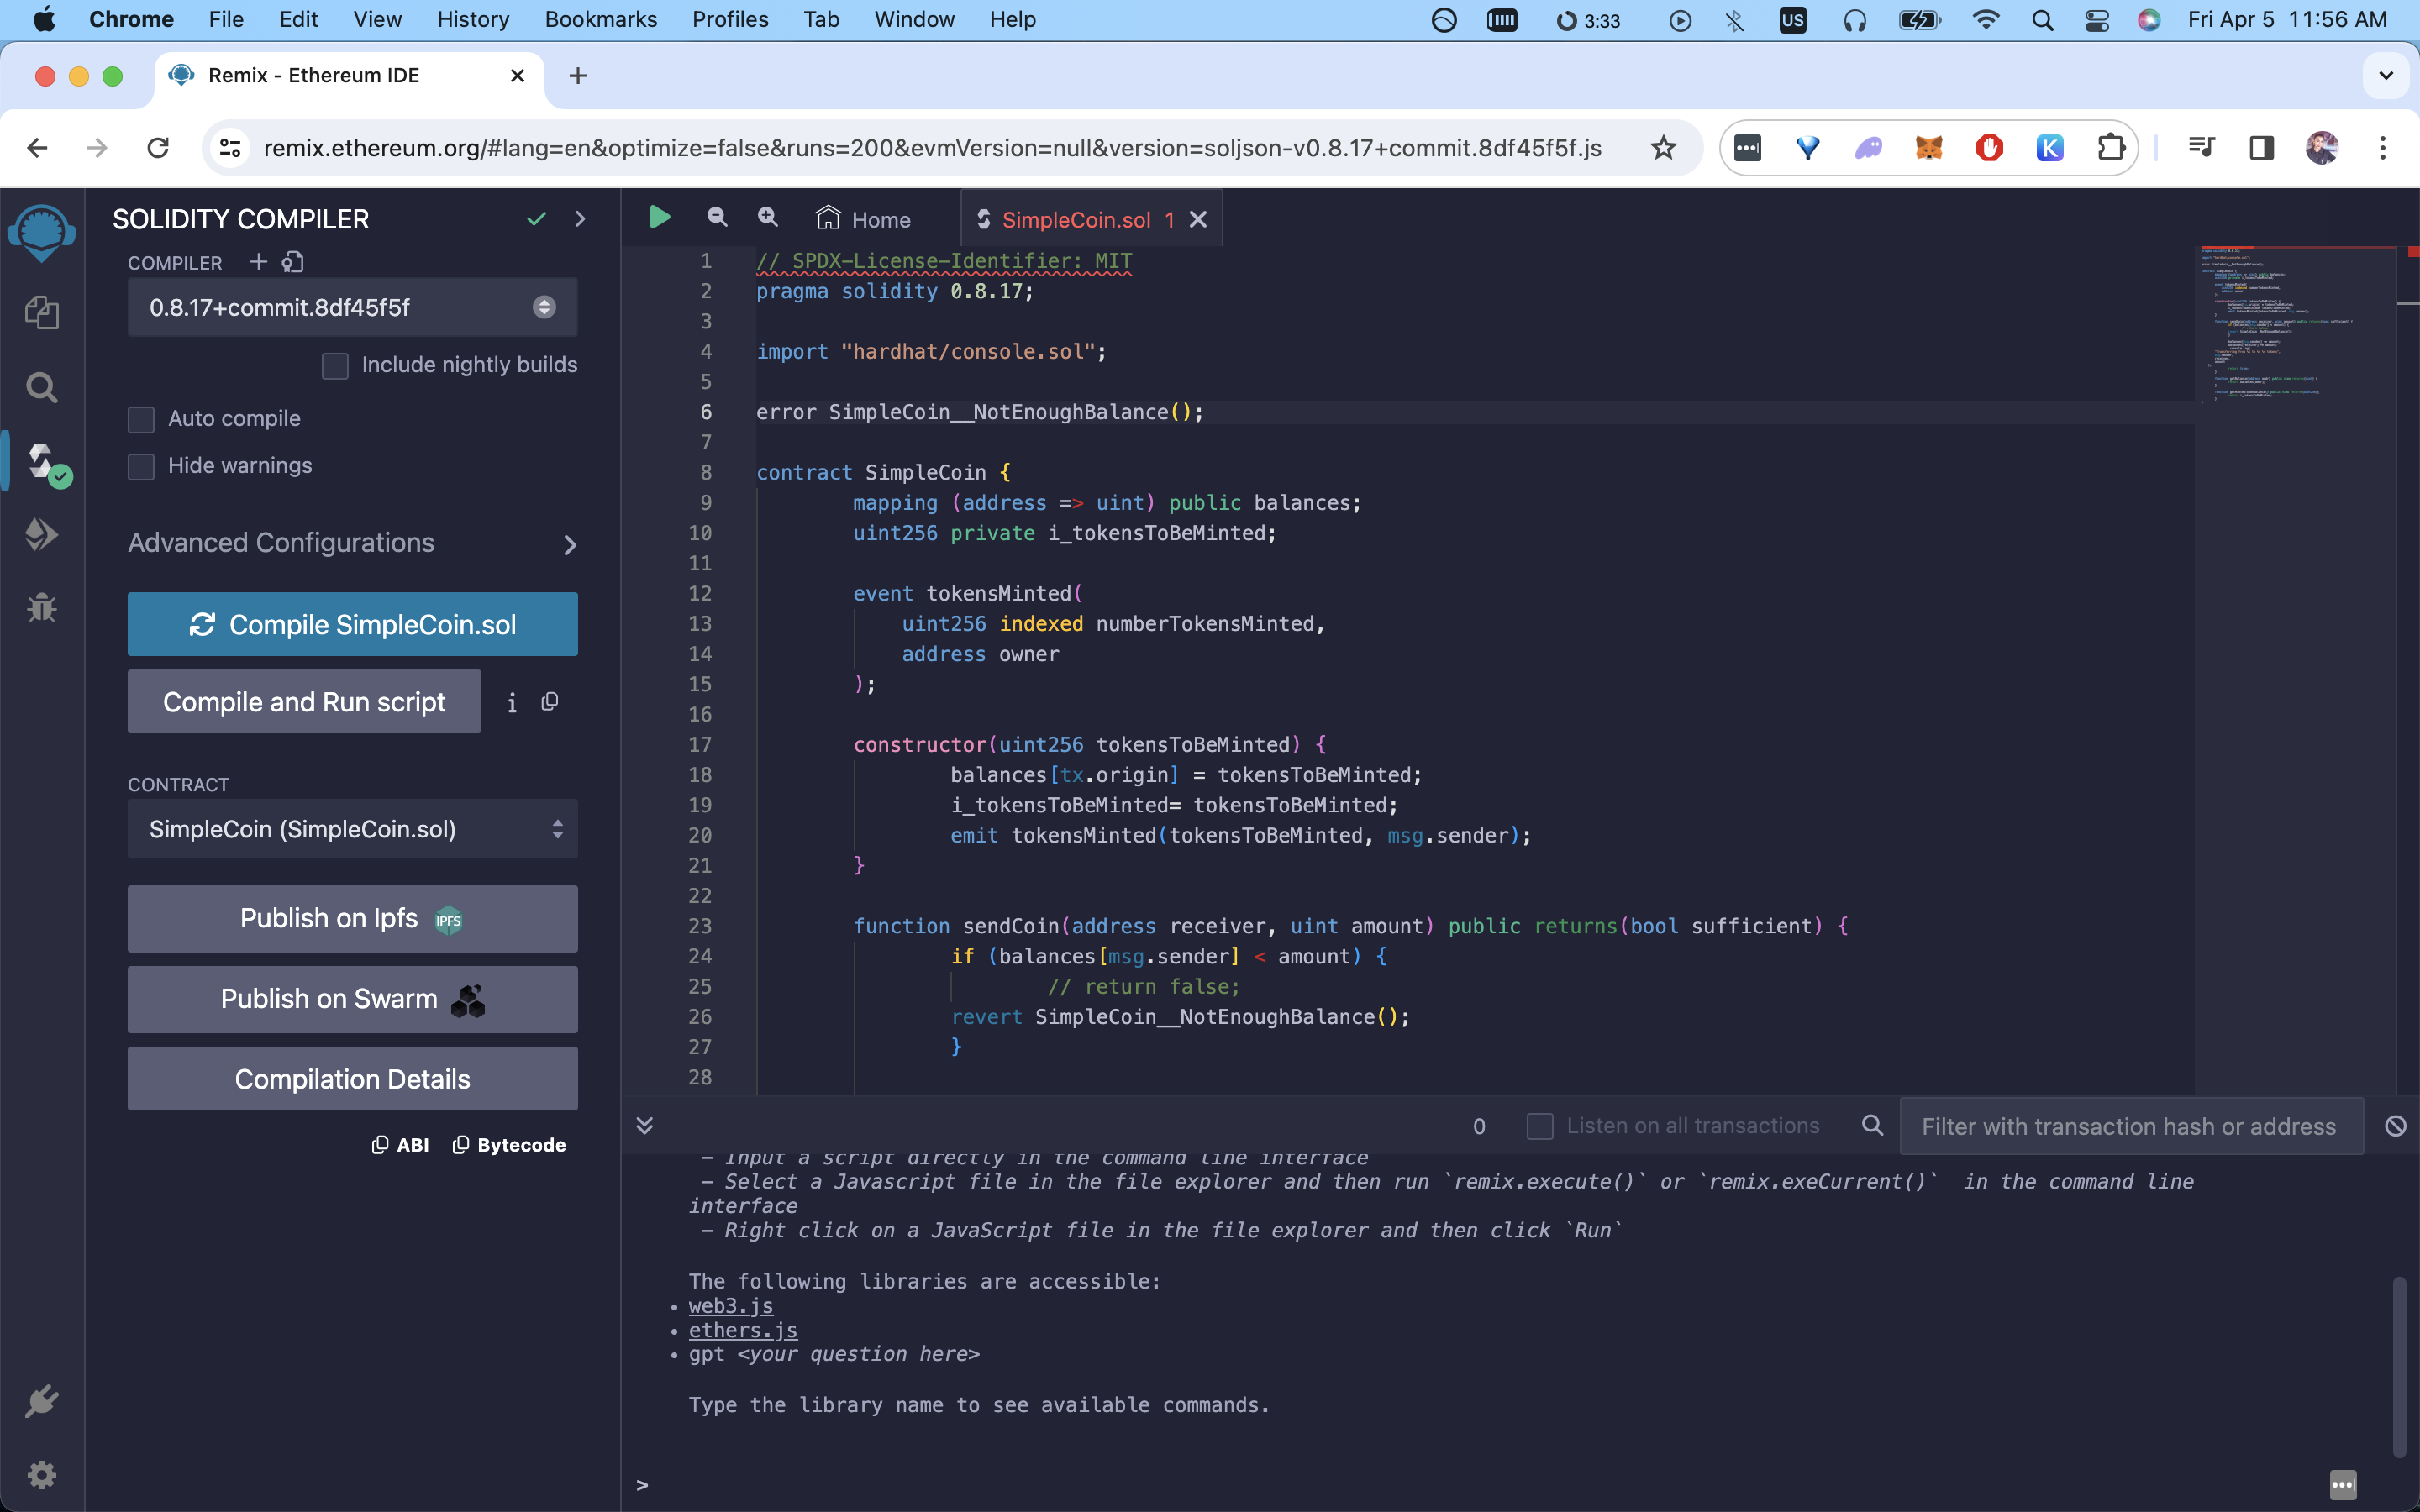 Chrome File Edit View History Bookmarks Profiles Tab Window Help 3:33 US Fri Apr 5 11:56 AM
Remix - Ethereum IDE
remix.ethereum.org/#lang=en&optimize=false&runs=200&evmVersion=null&version=soljson-v0.8.17+commit.8df45f5f.js
K
SOLIDITY COMPILER
COMPILER
0.8.17+commit.8df45f5f
Include nightly builds
Auto compile
Hide warnings
Advanced Configurations
Compile SimpleCoin.sol
Compile and Run script
i
CONTRACT
SimpleCoin (SimpleCoin.sol)
Publish on Ipfs IPFS
Publish on Swarm
Compilation Details
ABI Bytecode
Home SimpleCoin.sol 1
1 // SPDX-License-Identifier: MIT
2 pragma solidity 0.8.17;
3
4 import "hardhat/console.sol";
5
6 error SimpleCoin__NotEnoughBalance();
7
8 contract SimpleCoin {
9 mapping (address => uint) public balances;
10 uint256 private i_tokensToBeMinted;
11
12 event tokensMinted(
13 uint256 indexed numberTokensMinted,
14 address owner
15 );
16
17 constructor(uint256 tokensToBeMinted) {
18 balances[tx.origin] = tokensToBeMinted;
19 i_tokensToBeMinted= tokensToBeMinted;
20 emit tokensMinted(tokensToBeMinted, msg.sender);
21 }
22
23 function sendCoin(address receiver, uint amount) public returns(bool sufficient) {
24 if (balances[msg.sender] < amount) {
25 // return false;
26 revert SimpleCoin__NotEnoughBalance();
27 }
28
0 Listen on all transactions Filter with transaction hash or address
- Input a script directly in the command line interface
- Select a Javascript file in the file explorer and then run `remix.execute()` or `remix.exeCurrent()` in the command line
interface
- Right click on a JavaScript file in the file explorer and then click `Run`
The following libraries are accessible:
• web3.js
• ethers.js
• gpt <your question here>
Type the library name to see available commands.
>